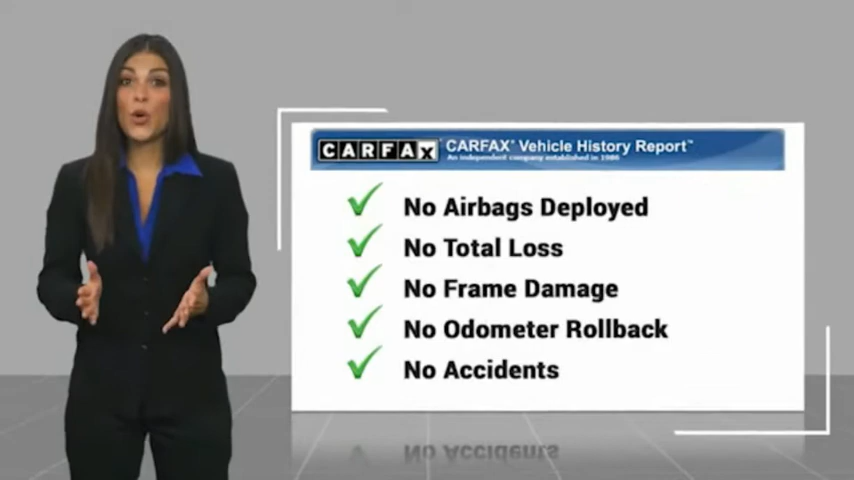 CARFAX CARFAX® Vehicle History Report™
An independent company established in 1986
No Airbags Deployed
No Total Loss
No Frame Damage
No Odometer Rollback
No Accidents
No Accidents